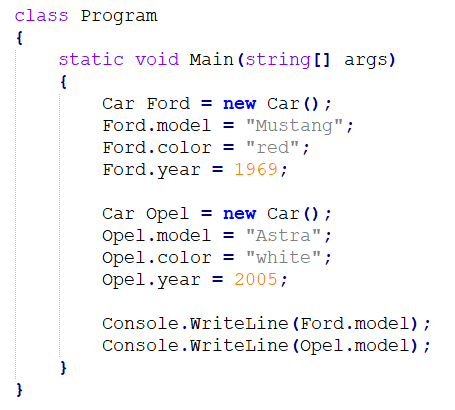 class Program
{
    static void Main(string[] args)
    {
        Car Ford = new Car();
        Ford.model = "Mustang";
        Ford.color = "red";
        Ford.year = 1969;

        Car Opel = new Car();
        Opel.model = "Astra";
        Opel.color = "white";
        Opel.year = 2005;

        Console.WriteLine(Ford.model);
        Console.WriteLine(Opel.model);
    }
}